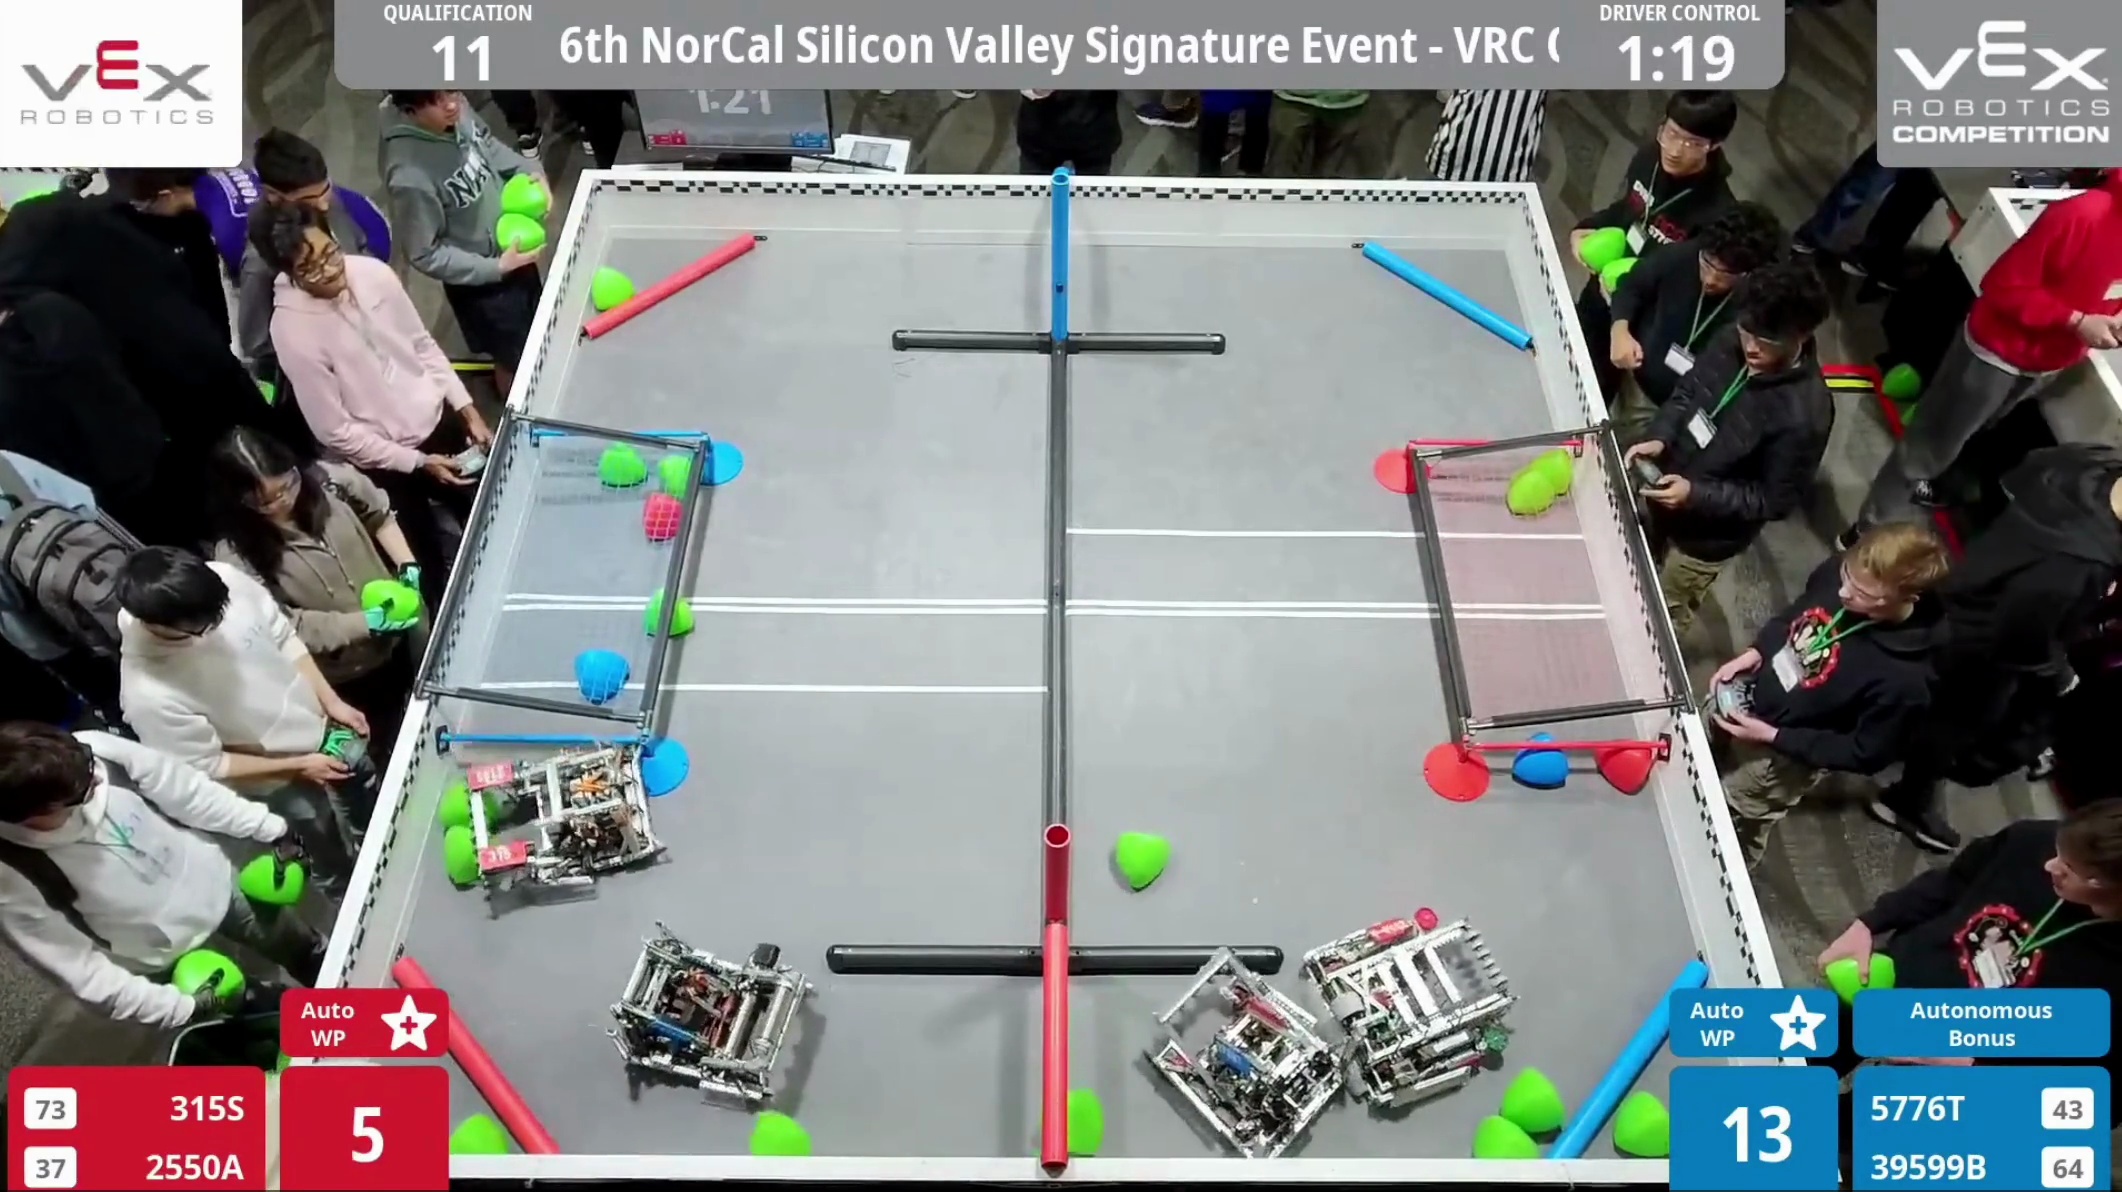 VEX
ROBOTICS
QUALIFICATION
11
6th NorCal Silicon Valley Signature Event - VRC
DRIVER CONTROL
1:19
VEX
ROBOTICS
COMPETITION
1:21
315S
Auto
WP
Auto
WP
Autonomous
Bonus
73
315S
5
13
5776T
43
37
2550A
39599B
64